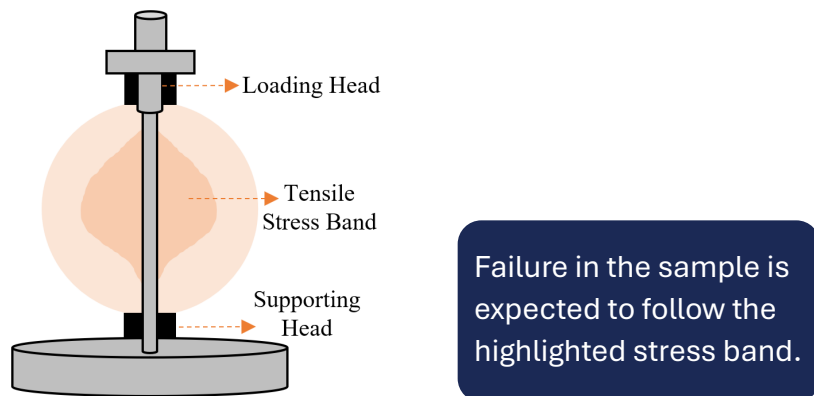 Loading Head
Tensile
Stress Band
Supporting
Head
Failure in the sample is
expected to follow the
highlighted stress band.